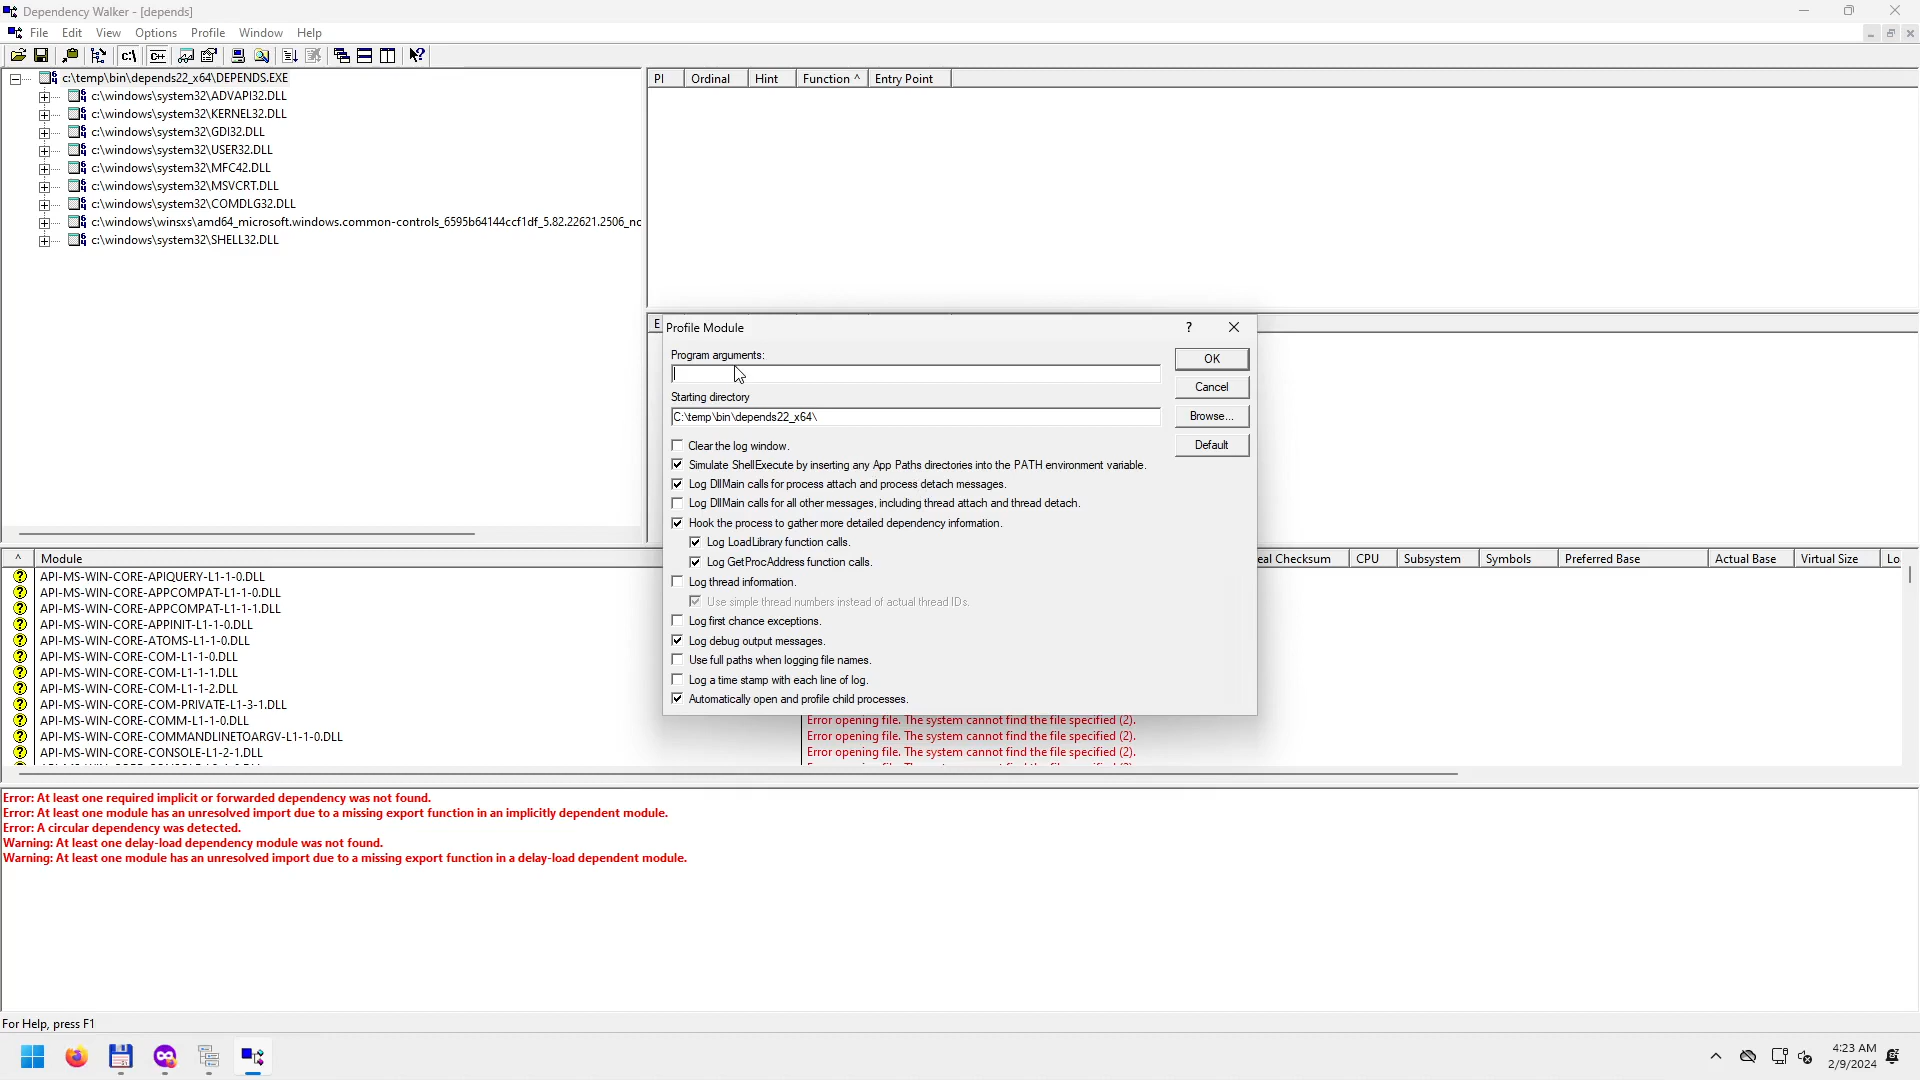 Dependency Walker - [depends]
File Edit View Options Profile Window Help
c:\temp\bin\depends22_x64\DEPENDS.EXE
c:\windows\system32\ADVAPI32.DLL
c:\windows\system32\KERNEL32.DLL
c:\windows\system32\GDI32.DLL
c:\windows\system32\USER32.DLL
c:\windows\system32\MFC42.DLL
c:\windows\system32\MSVCRT.DLL
c:\windows\system32\COMDLG32.DLL
c:\windows\winsxs\amd64_microsoft.windows.common-controls_6595b64144ccf1df_5.82.22621.2506_nc
c:\windows\system32\SHELL32.DLL
PI Ordinal Hint Function ^ Entry Point
E
Profile Module
Program arguments:
OK
Starting directory
Cancel
C:\temp\bin\depends22_x64\
Browse...
Default
Clear the log window.
Simulate ShellExecute by inserting any App Paths directories into the PATH environment variable.
Log DllMain calls for process attach and process detach messages.
Log DllMain calls for all other messages, including thread attach and thread detach.
Hook the process to gather more detailed dependency information.
Log LoadLibrary function calls.
Log GetProcAddress function calls.
Log thread information.
Use simple thread numbers instead of actual thread IDs.
Log first chance exceptions.
Log debug output messages.
Use full paths when logging file names.
Log a time stamp with each line of log.
Automatically open and profile child processes.
^ Module eal Checksum CPU Subsystem Symbols Preferred Base Actual Base Virtual Size Lo
API-MS-WIN-CORE-APIQUERY-L1-1-0.DLL
API-MS-WIN-CORE-APPCOMPAT-L1-1-0.DLL
API-MS-WIN-CORE-APPCOMPAT-L1-1-1.DLL
API-MS-WIN-CORE-APPINIT-L1-1-0.DLL
API-MS-WIN-CORE-ATOMS-L1-1-0.DLL
API-MS-WIN-CORE-COM-L1-1-0.DLL
API-MS-WIN-CORE-COM-L1-1-1.DLL
API-MS-WIN-CORE-COM-L1-1-2.DLL
API-MS-WIN-CORE-COM-PRIVATE-L1-3-1.DLL
API-MS-WIN-CORE-COMM-L1-1-0.DLL Error opening file. The system cannot find the file specified (2).
API-MS-WIN-CORE-COMMANDLINETOARGV-L1-1-0.DLL Error opening file. The system cannot find the file specified (2).
API-MS-WIN-CORE-CONSOLE-L1-2-1.DLL Error opening file. The system cannot find the file specified (2).
Error: At least one required implicit or forwarded dependency was not found.
Error: At least one module has an unresolved import due to a missing export function in an implicitly dependent module.
Error: A circular dependency was detected.
Warning: At least one delay-load dependency module was not found.
Warning: At least one module has an unresolved import due to a missing export function in a delay-load dependent module.
For Help, press F1
4:23 AM
2/9/2024